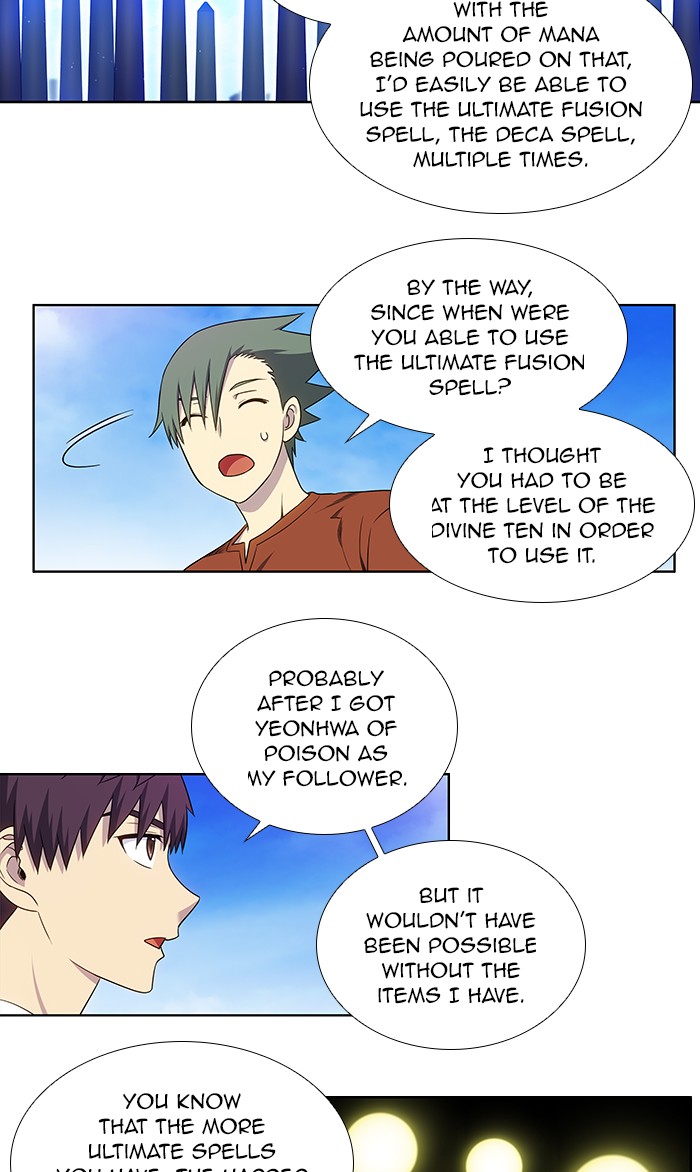 WITH THE
AMOUNT OF MANA
BEING POURED ON THAT,
I'D EASILY BE ABLE TO
USE THE ULTIMATE FUSION
SPELL, THE DECA SPELL,
MULTIPLE TIMES.
BY THE WAY,
SINCE WHEN WERE
YOU ABLE TO USE
THE ULTIMATE FUSION
SPELL?
I THOUGHT
YOU HAD TO BE
AT THE LEVEL OF THE
DIVINE TEN IN ORDER
TO USE IT.
PROBABLY
AFTER I GOT
YEONHWA OF
POISON AS
MY FOLLOWER.
BUT IT
WOULDN'T HAVE
BEEN POSSIBLE
WITHOUT THE
ITEMS I HAVE.
YOU KNOW
THAT THE MORE
ULTIMATE SPELLS
YOU HAVE, THE HARDER